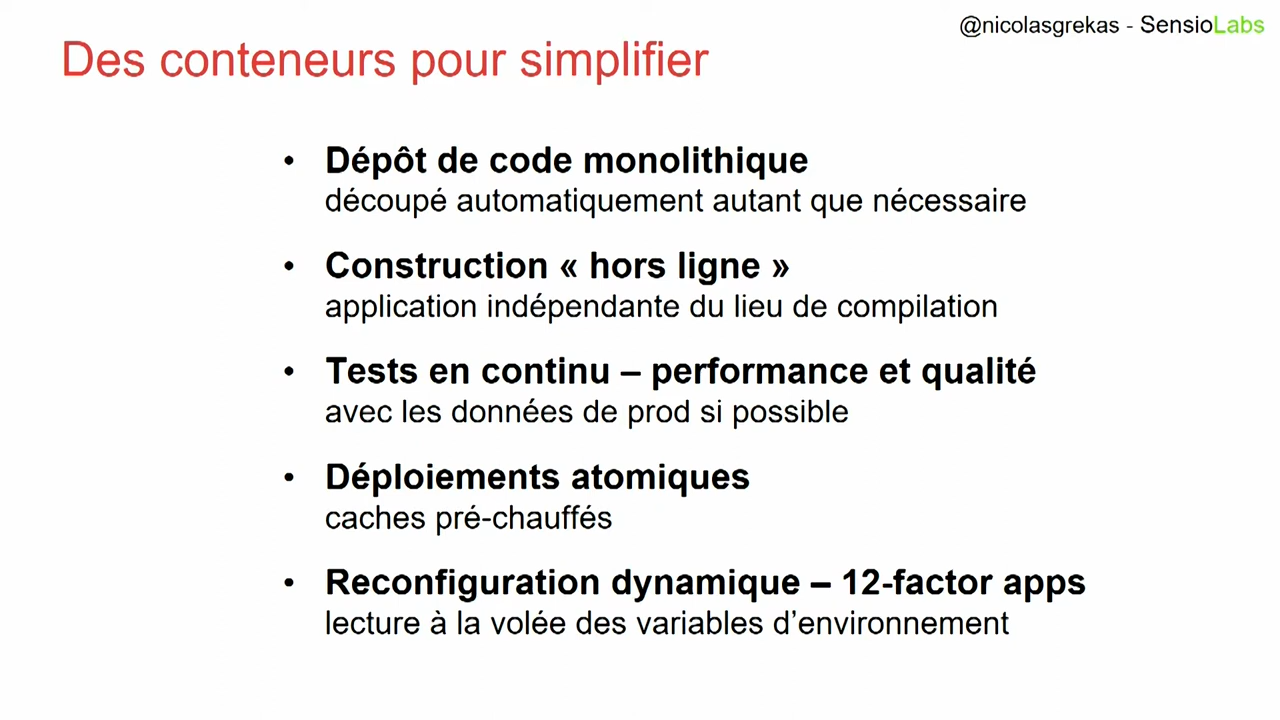 @nicolasgrekas - SensioLabs
Des conteneurs pour simplifier
• Dépôt de code monolithique
découpé automatiquement autant que nécessaire
• Construction « hors ligne »
application indépendante du lieu de compilation
• Tests en continu – performance et qualité
avec les données de prod si possible
• Déploiements atomiques
caches pré-chauffés
• Reconfiguration dynamique – 12-factor apps
lecture à la volée des variables d’environnement